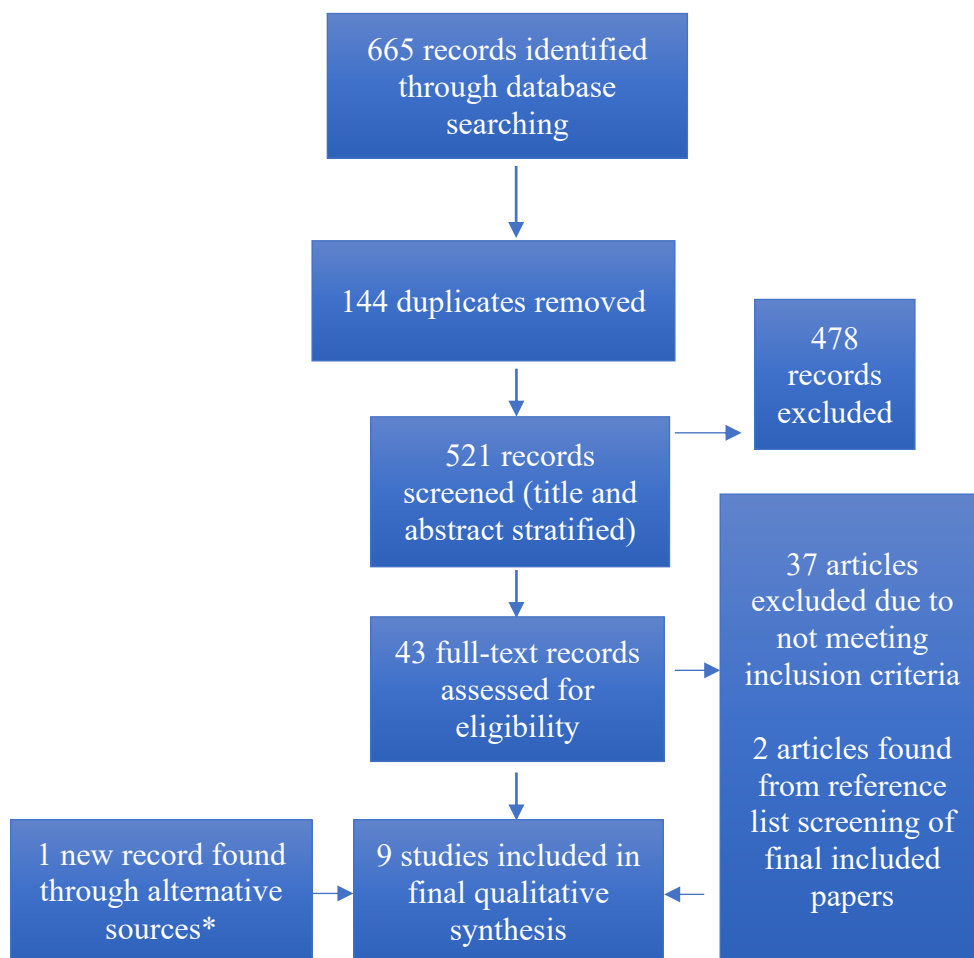 665 records identified
through database
searching
144 duplicates removed
478
records
excluded
521 records
screened (title and
abstract stratified)
37 articles
excluded due to
not meeting
inclusion criteria
2 articles found
from reference
list screening of
final included
papers
43 full-text records
assessed for
eligibility
1 new record found
through alternative
sources*
9 studies included in
final qualitative
synthesis